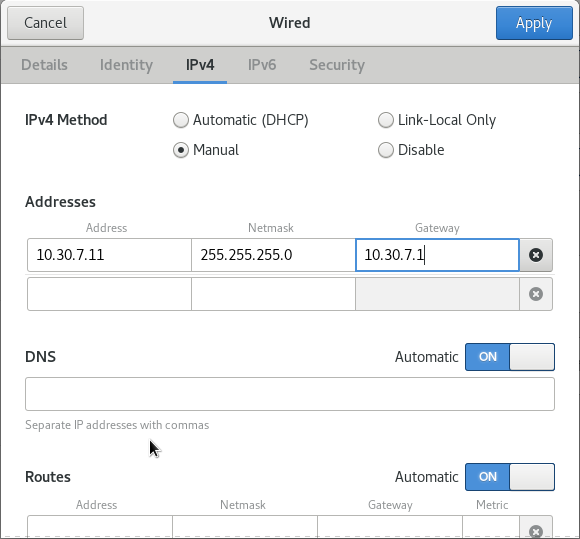 Cancel Wired Apply
Details Identity IPv4 IPv6 Security
IPv4 Method Automatic (DHCP) Link-Local Only
Manual Disable
Addresses
Address Netmask Gateway
10.30.7.11 255.255.255.0 10.30.7.1
DNS Automatic ON
Separate IP addresses with commas
Routes Automatic ON
Address Netmask Gateway Metric